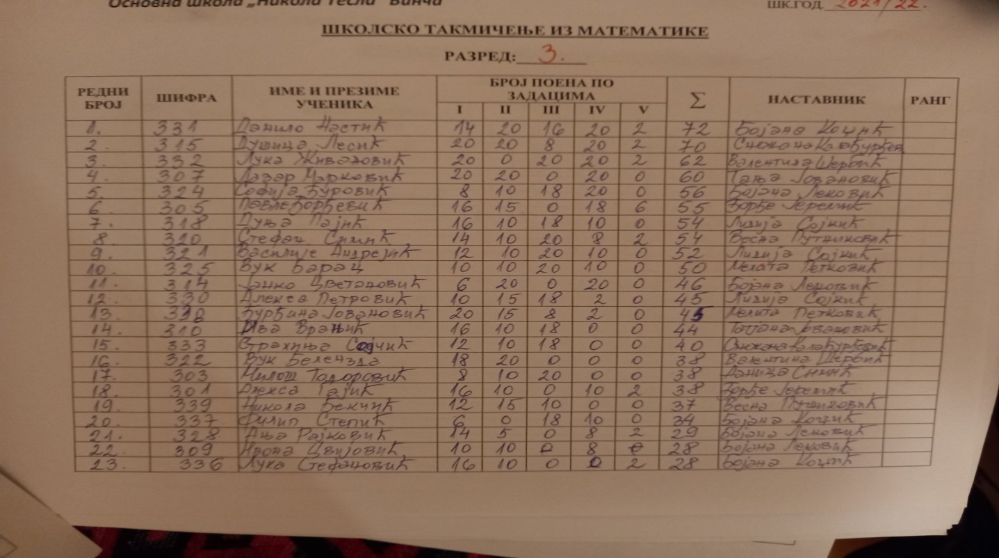 Основна школа „Никола Тесла" Винча
ШК.ГОД. 2021/22.
ШКОЛСКО ТАКМИЧЕЊЕ ИЗ МАТЕМАТИКЕ
РАЗРЕД: 3.
РЕДНИ БРОЈ ШИФРА ИМЕ И ПРЕЗИМЕ УЧЕНИКА БРОЈ ПОЕНА ПО ЗАДАЦИМА Σ НАСТАВНИК РАНГ
I II III IV V
1. 331 Данило Настић 14 20 16 20 2 72 Бојана Коцић
2. 315 Душица Лесић 20 20 8 20 2 70 Снежана
3. 332 Лука Живановић 20 0 20 20 2 62 Валентина Шербић
4. 307 Лазар Марковић 20 20 0 20 0 60 Тања Јовановић
5. 324 Софија Ђуровић 8 10 18 20 0 56 Бојана Лековић
6. 305 Павле Ђорђевић 16 15 0 18 6 55 Ђорђе Јеремић
7. 318 Дуња Пајић 16 10 18 10 0 54 Лидија Сојкић
8. 320 Стефан 14 10 20 8 2 54 Весна Путниковић
9. 321 Василије Андрејић 12 10 20 10 0 52 Лидија Сојкић
10. 325 Вук Барац 10 10 20 10 0 50 Мелита Петковић
11. 314 Јанко Цветановић 6 20 0 20 0 46 Бојана Лековић
12. 330 Алекса Петровић 10 15 18 2 0 45 Лидија Сојкић
13. Ђурђина Јовановић 20 15 8 2 0 45 Мелита Петковић
14. 310 Ива Врањић 16 10 18 0 0 44 Татјана Јовановић
15. 333 Страхиња 12 10 18 0 0 40 Снежана
16. 322 Вук 18 20 0 0 0 38 Валентина Шербић
17. 303 Милош Тодоровић 8 10 20 0 0 38 Даница
18. 301 Алекса 16 10 0 10 2 38 Ђорђе Јеремић
19. 339 Никола 12 15 10 0 0 37 Весна Путниковић
20. 337 Филип Степић 6 0 18 10 0 34 Бојана Коцић
21. 328 Ања Рајковић 14 5 0 8 2 29 Бојана Лековић
22. 309 Цвијовић 10 10 0 8 0 28 Бојана Лековић
23. 336 Лука Стефановић 16 10 0 0 2 28 Бојана Коцић